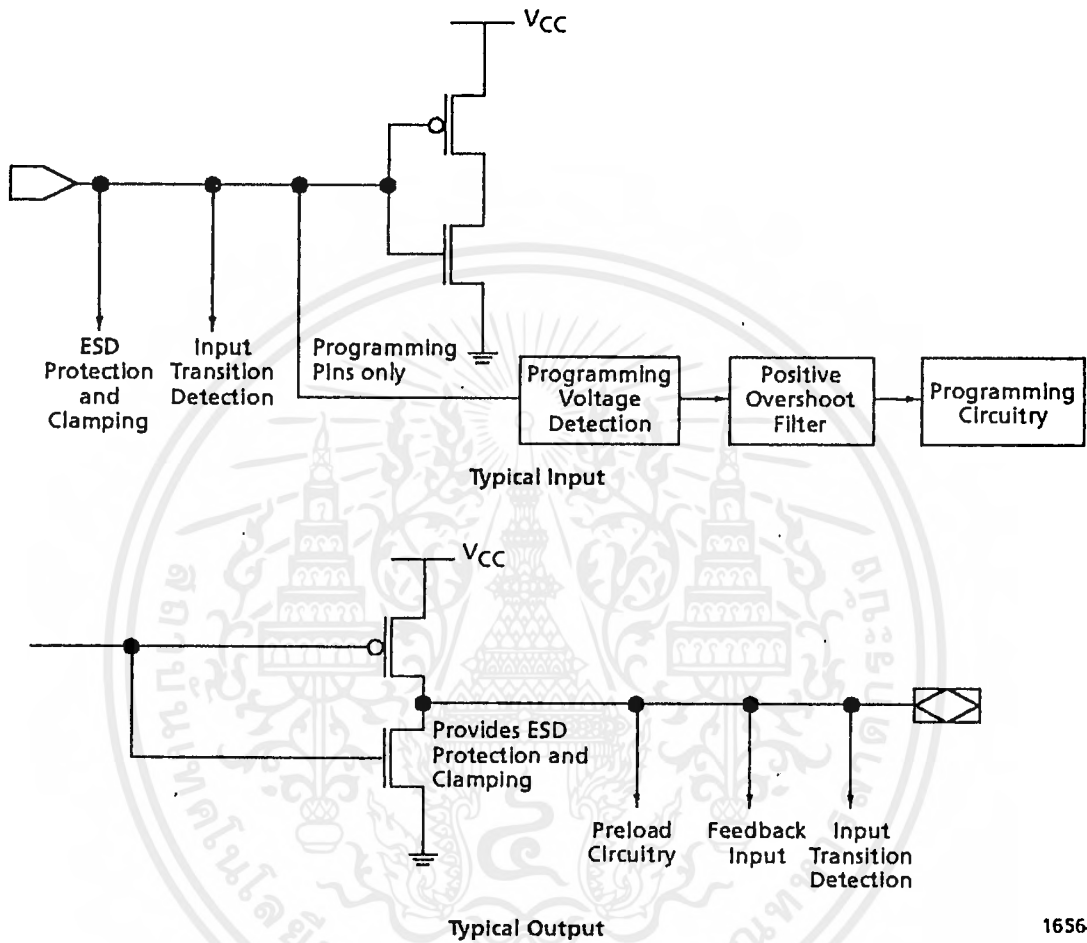 VCC
ESD
Protection
and
Clamping
Input
Transition
Detection
Programming
Pins only
Programming
Voltage
Detection
Positive
Overshoot
Filter
Programming
Circuitry
Typical Input
VCC
Provides ESD
Protection and
Clamping
Preload
Circuitry
Feedback
Input
Input
Transition
Detection
Typical Output
1656